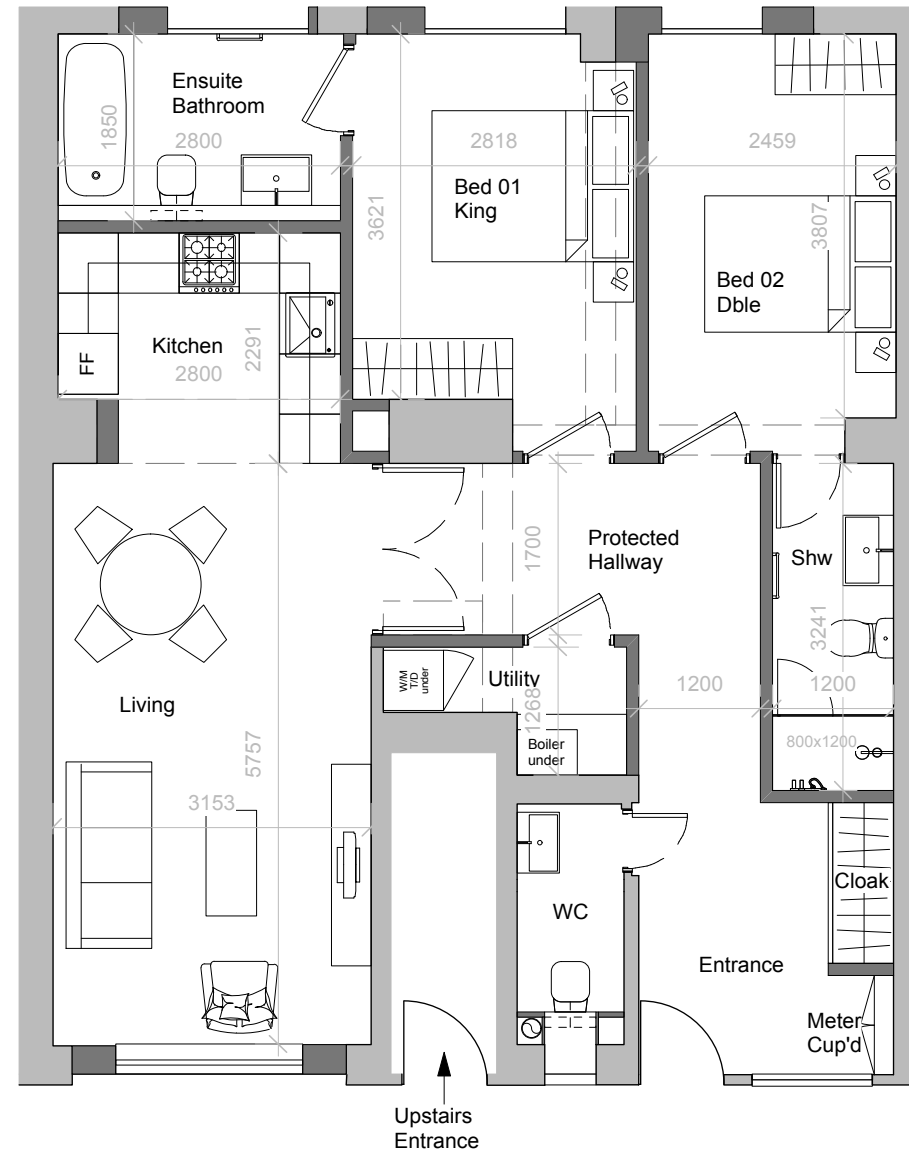 Ensuite
Bathroom
1850
2800
2818
2459
Bed 01
King
3621
3807
Bed 02
Dble
FF
Kitchen
2291
2800
Protected
Hallway
1700
Shw
3241
W/M
T/D
under
Utility
1268
1200
1200
Living
5757
Boiler
under
800x1200
3153
Cloak
WC
Entrance
Meter
Cup'd
Upstairs
Entrance